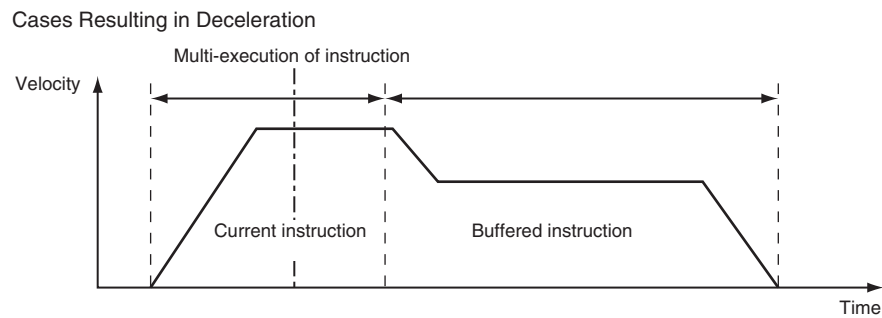 Cases Resulting in Deceleration
Multi-execution of instruction
Velocity
Current instruction
Buffered instruction
Time